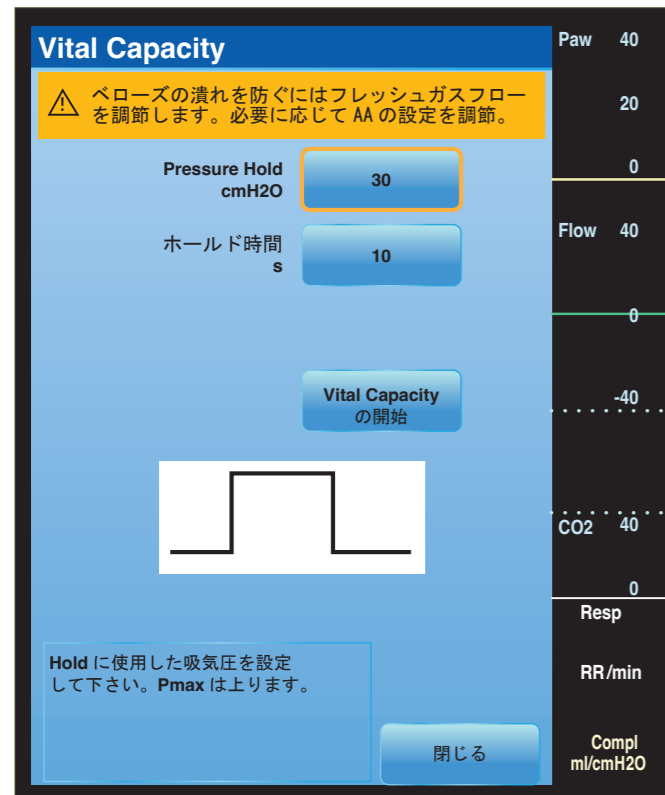 Vital Capacity
ベローズの潰れを防ぐにはフレッシュガスフロー
を調節します。必要に応じて AA の設定を調節。
Pressure Hold
cmH2O
30
ホールド時間
s
10
Vital Capacity
の開始
Hold に使用した吸気圧を設定
して下さい。Pmax は上ります。
閉じる
Paw 40
20
0
Flow 40
0
-40
CO2 40
0
Resp
RR/min
Compl
ml/cmH2O